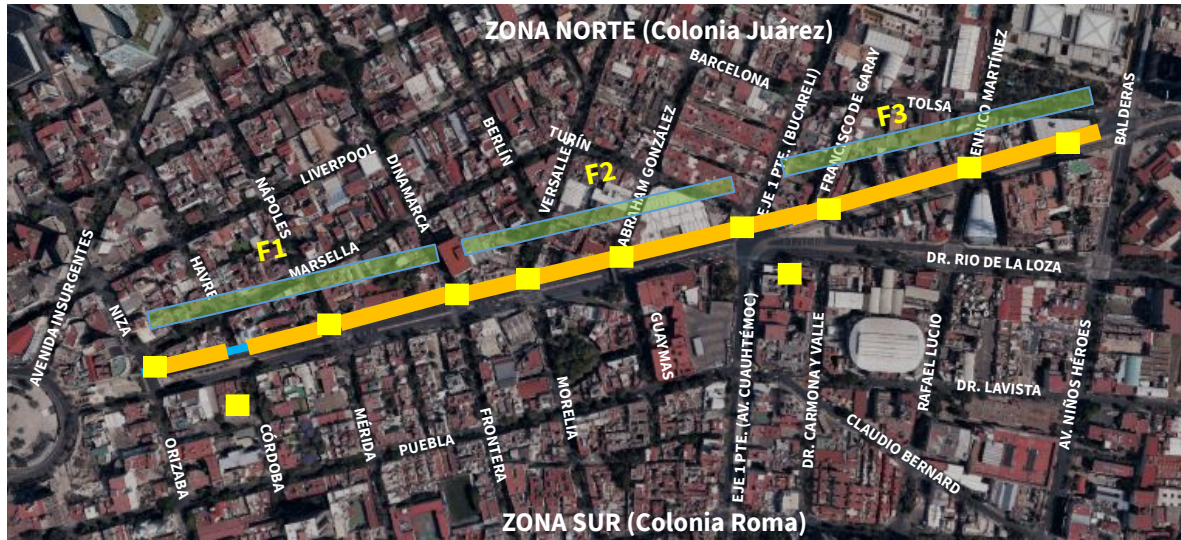 ZONA NORTE (Colonia Juárez)
BARCELONA
EJE 1 PTE. (BUCARELI)
FRANCISCO DE GARAY
ENRICO MARTÍNEZ
BALDERAS
TOLSA
F3
BERLÍN
TURÍN
VERSALLES
F2
ABRAHAM GONZÁLEZ
LIVERPOOL
DINAMARCA
NÁPOLES
F1
MARSELLA
HAVRE
NIZA
AVENIDA INSURGENTES
DR. RIO DE LA LOZA
GUAYMAS
EJE 1 PTE. (AV. CUAUHTÉMOC)
DR. CARMONA Y VALLE
RAFAEL LUCIO
DR. LAVISTA
AV. NIÑOS HÉROES
CLAUDIO BERNARD
ORIZABA
CÓRDOBA
MÉRIDA
PUEBLA
FRONTERA
MORELIA
ZONA SUR (Colonia Roma)